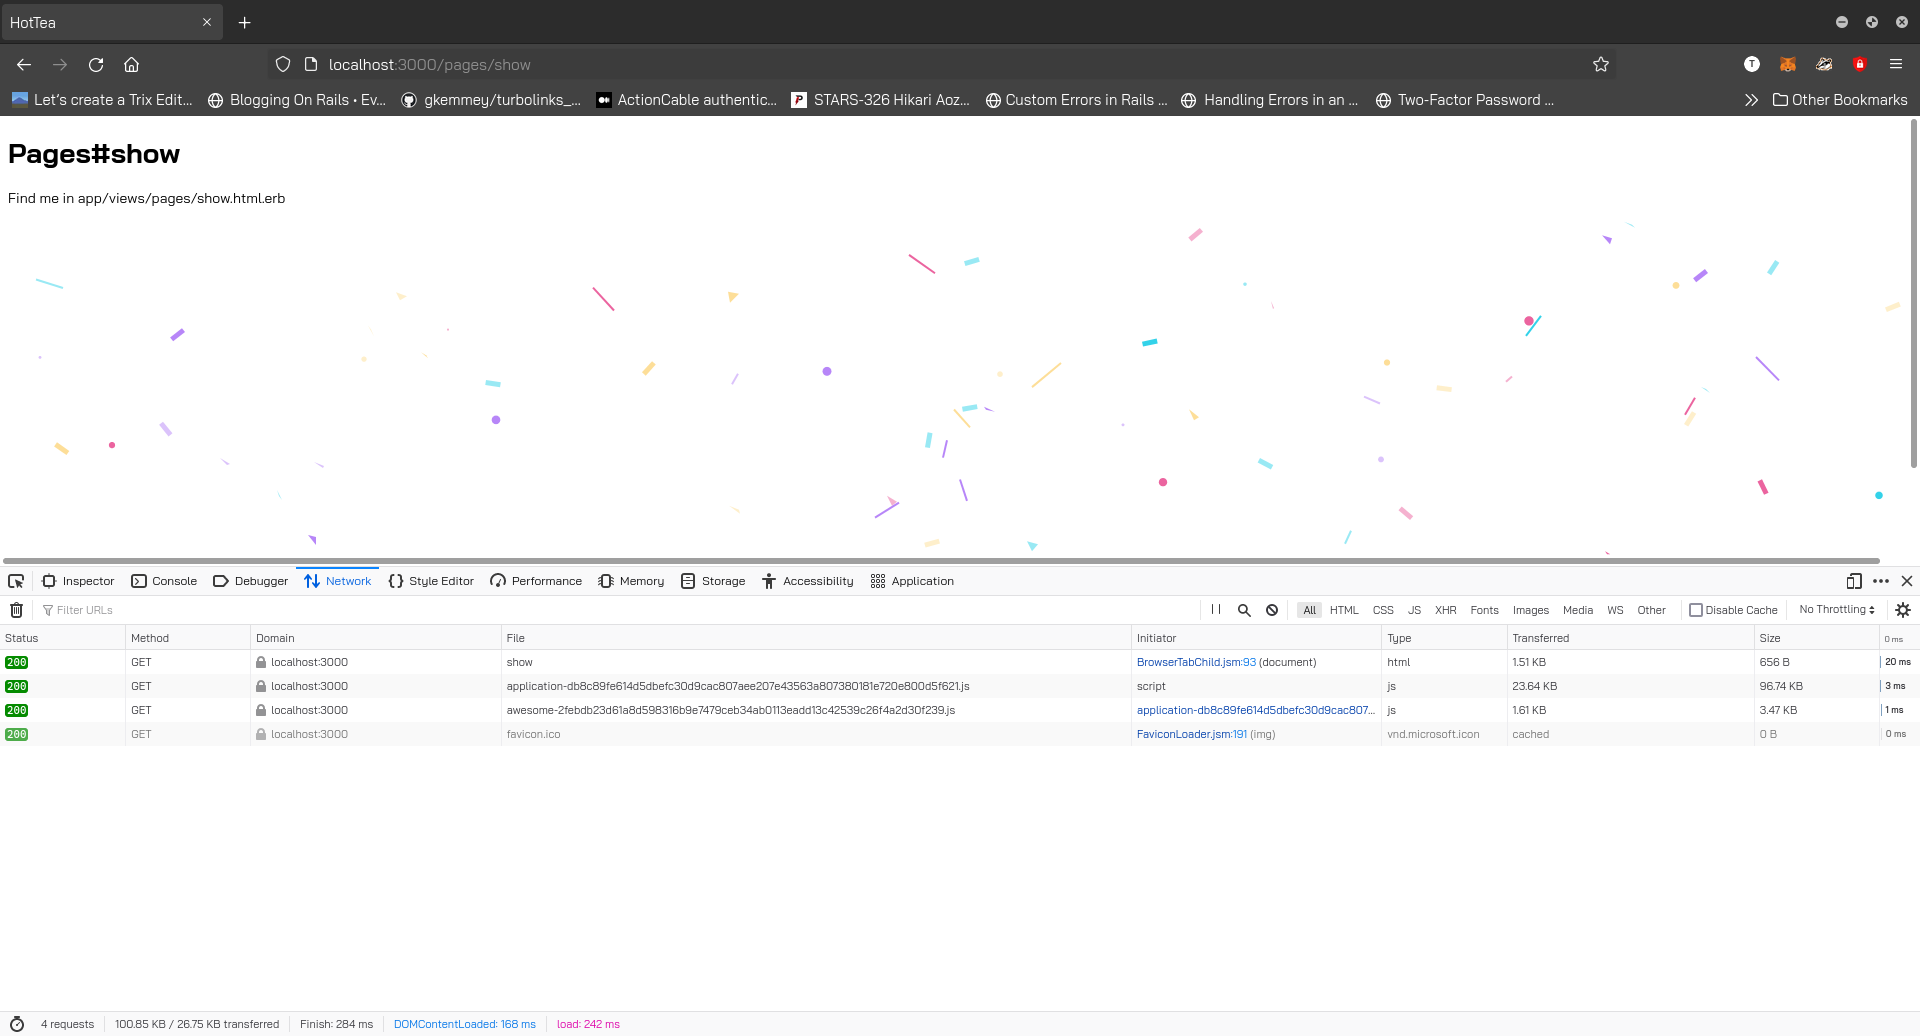 HotTea
localhost:3000/pages/show
T
Let's create a Trix Edit... Blogging On Rails • Ev... gkemmey/turbolinks_... ActionCable authentic... STARS-326 Hikari Aoz... Custom Errors in Rails ... Handling Errors in an ... Two-Factor Password ... Other Bookmarks
Pages#show
Find me in app/views/pages/show.html.erb
Inspector Console Debugger Network Style Editor Performance Memory Storage Accessibility Application
Filter URLs All HTML CSS JS XHR Fonts Images Media WS Other Disable Cache No Throttling
Status Method Domain File Initiator Type Transferred Size 0 ms
200 GET localhost:3000 show BrowserTabChild.jsm:93 (document) html 1.51 KB 656 B 20 ms
200 GET localhost:3000 application-db8c89fe614d5dbefc30d9cac807aee207e43563a807380181e720e800d5f621.js script js 23.64 KB 96.74 KB 3 ms
200 GET localhost:3000 awesome-2febdb23d61a8d598316b9e7479ceb34ab0113eadd13c42539c26f4a2d30f239.js application-db8c89fe614d5dbefc30d9cac807... js 1.61 KB 3.47 KB 1 ms
200 GET localhost:3000 favicon.ico FaviconLoader.jsm:191 (img) vnd.microsoft.icon cached 0 B 0 ms
4 requests 100.85 KB / 26.75 KB transferred Finish: 284 ms DOMContentLoaded: 168 ms load: 242 ms